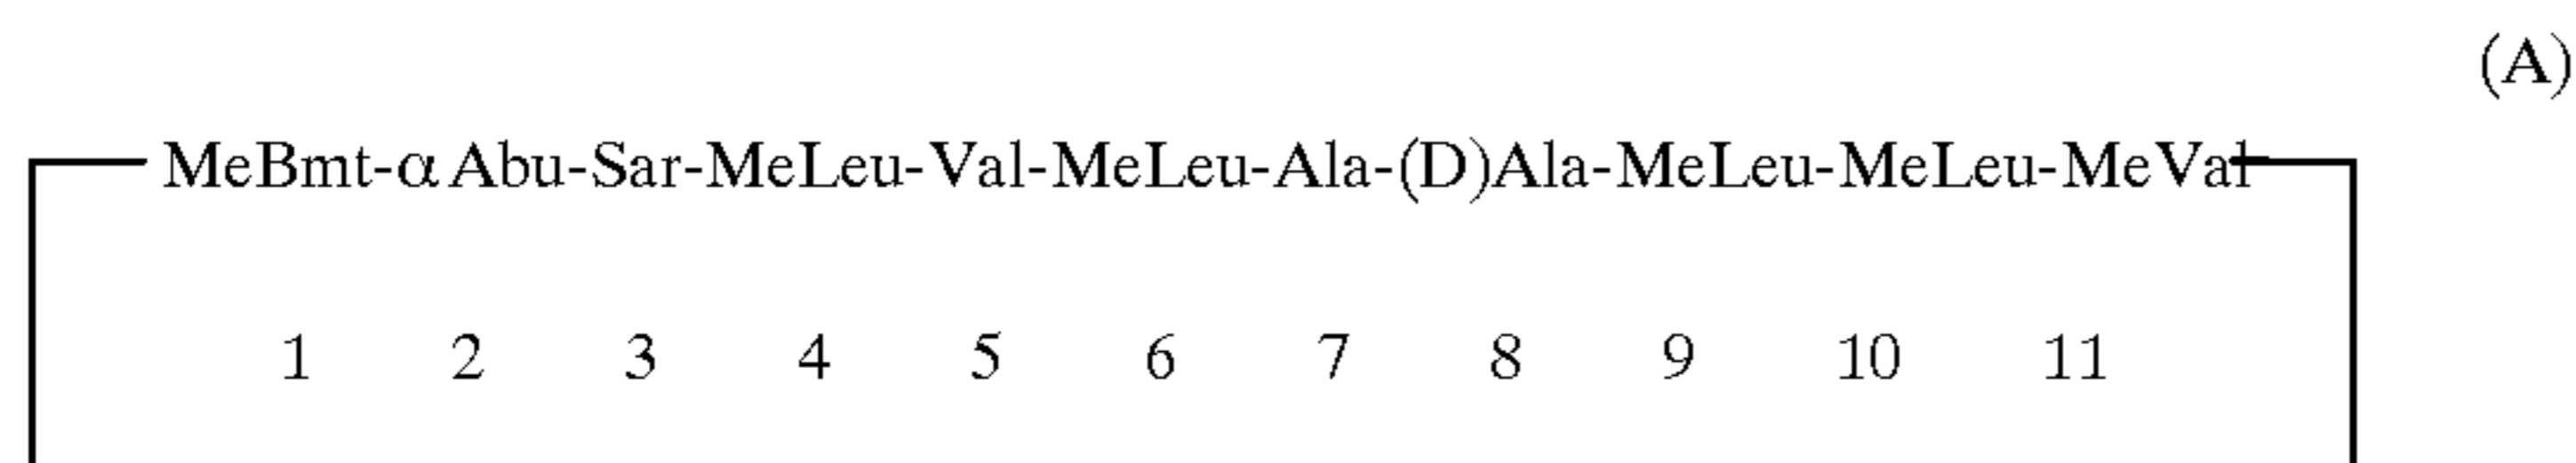 (A)
MeBmt-α Abu-Sar-MeLeu-Val-MeLeu-Ala-(D)Ala-MeLeu-MeLeu-MeVal
1 2 3 4 5 6 7 8 9 10 11